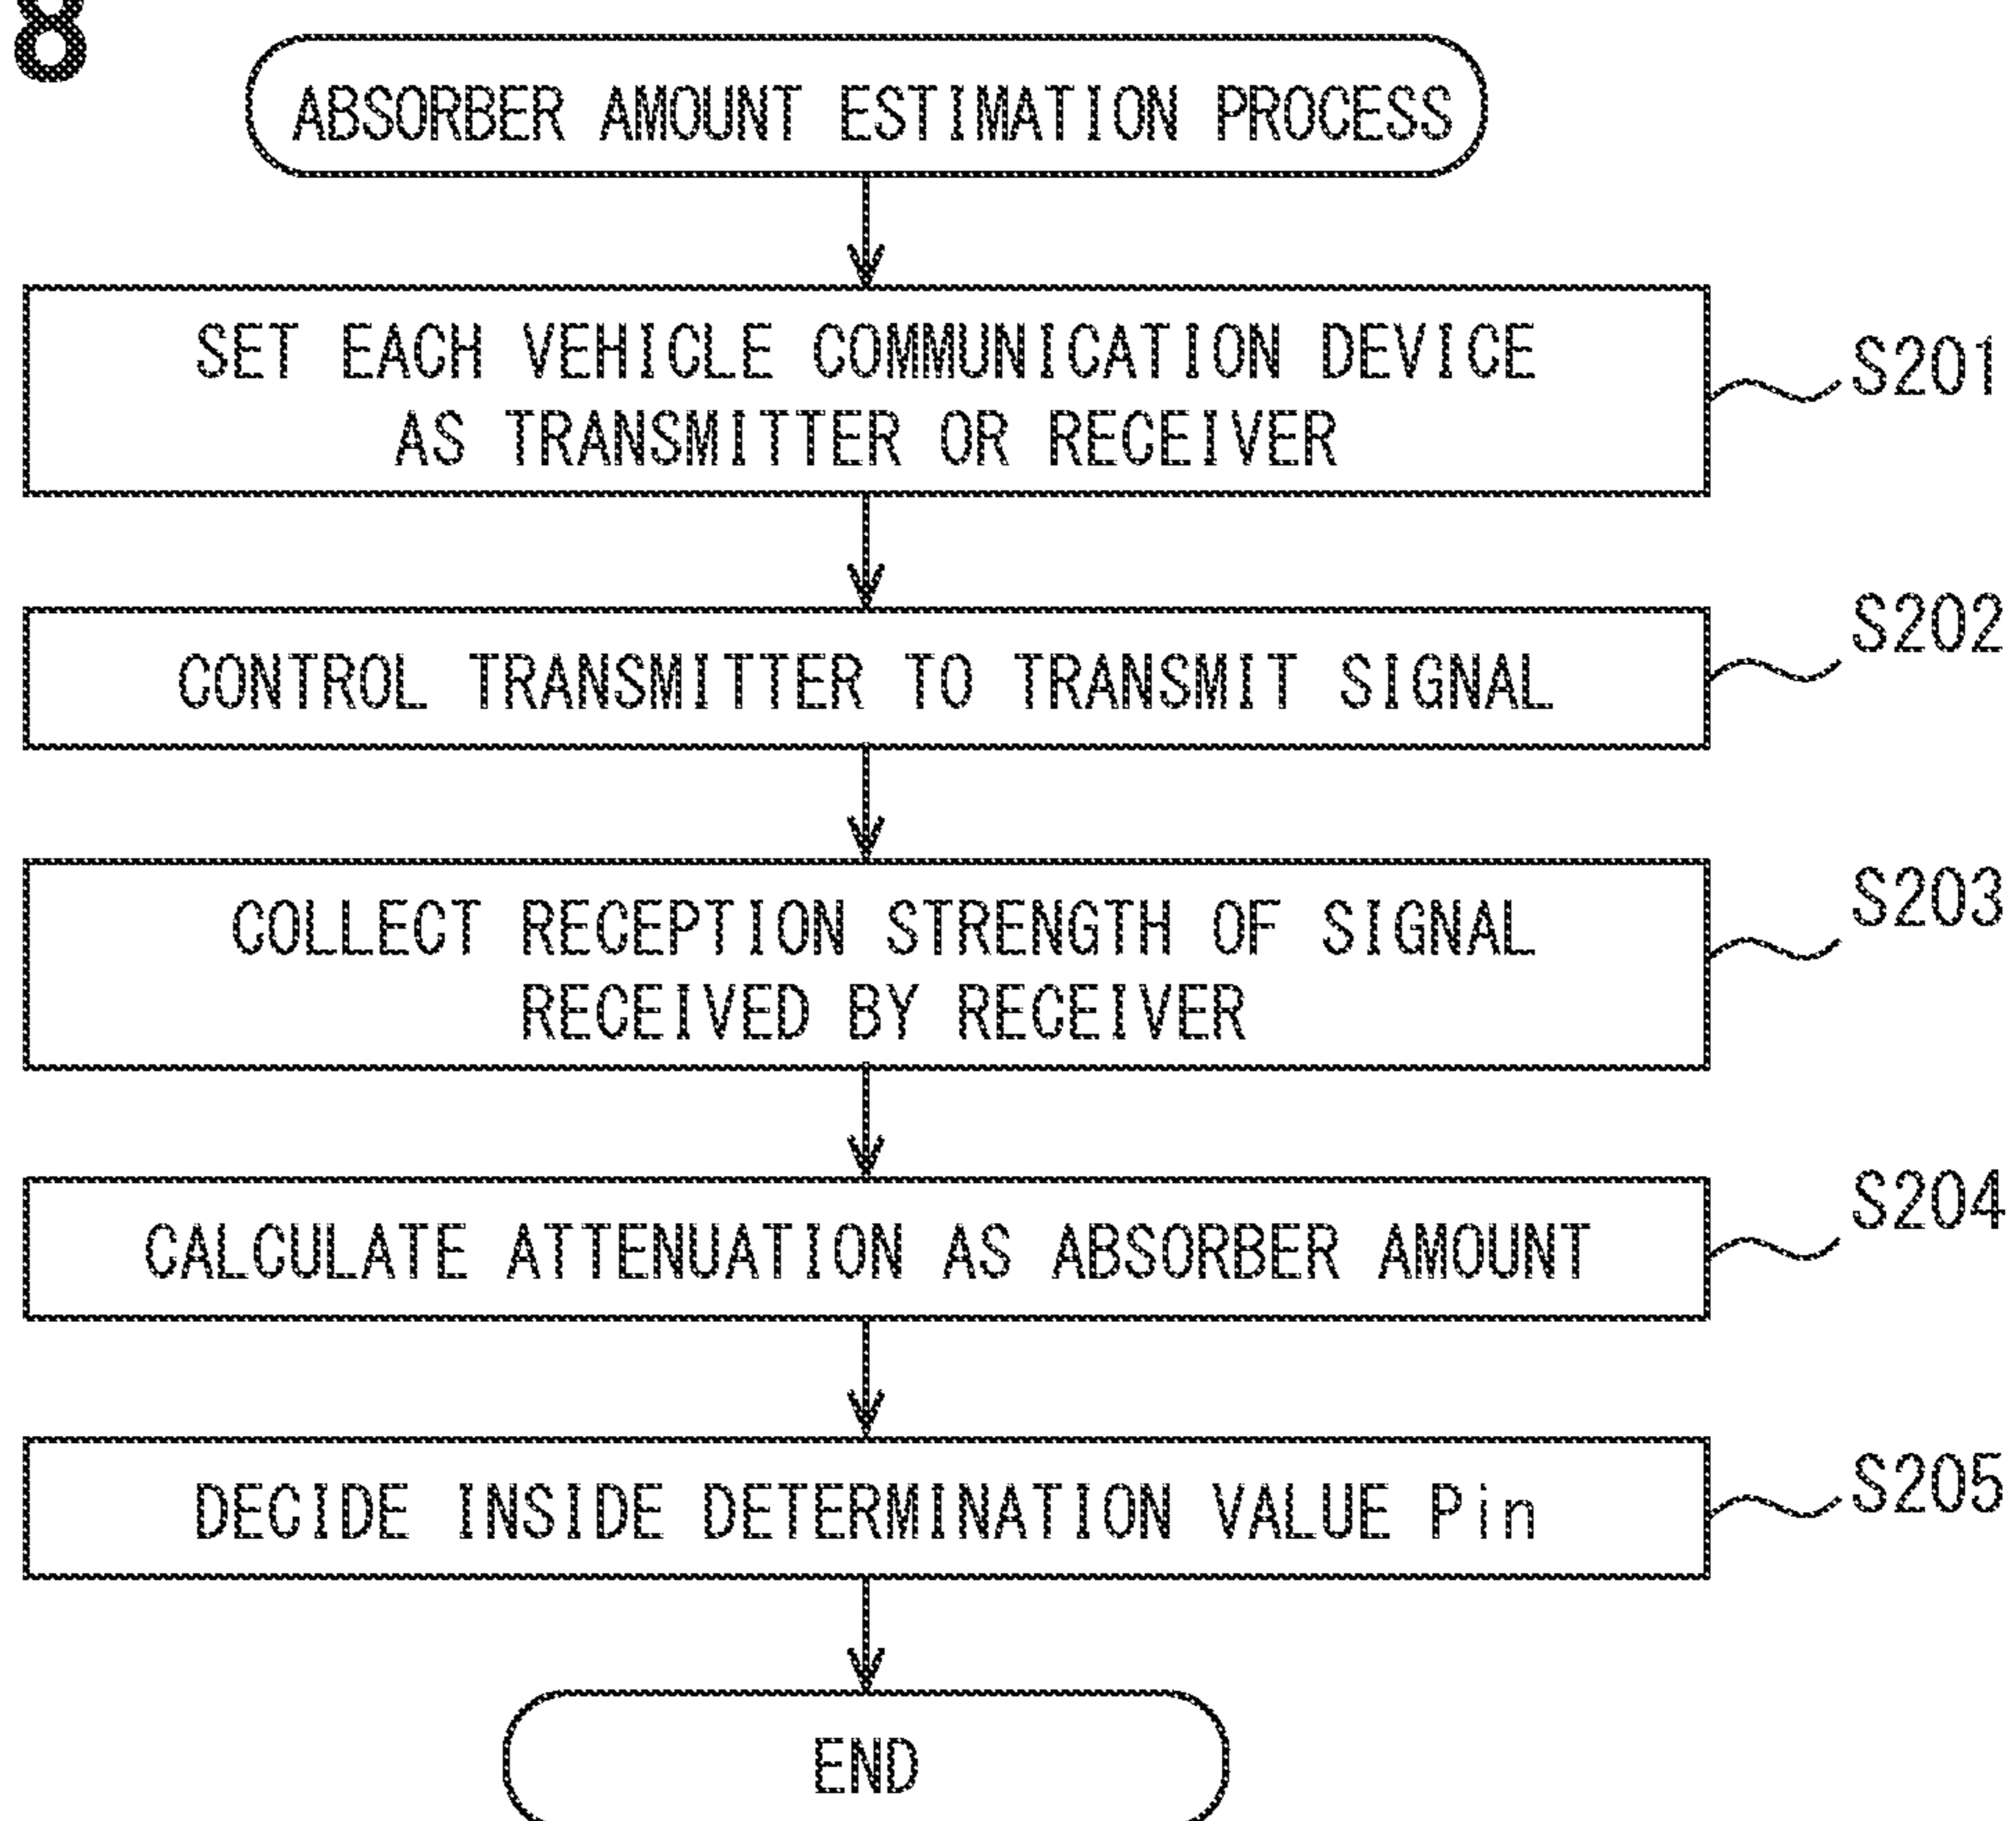 8
ABSORBER AMOUNT ESTIMATION PROCESS
SET EACH VEHICLE COMMUNICATION DEVICE
AS TRANSMITTER OR RECEIVER
S201
CONTROL TRANSMITTER TO TRANSMIT SIGNAL
S202
COLLECT RECEPTION STRENGTH OF SIGNAL
RECEIVED BY RECEIVER
S203
CALCULATE ATTENUATION AS ABSORBER AMOUNT
S204
DECIDE INSIDE DETERMINATION VALUE Pin
S205
END